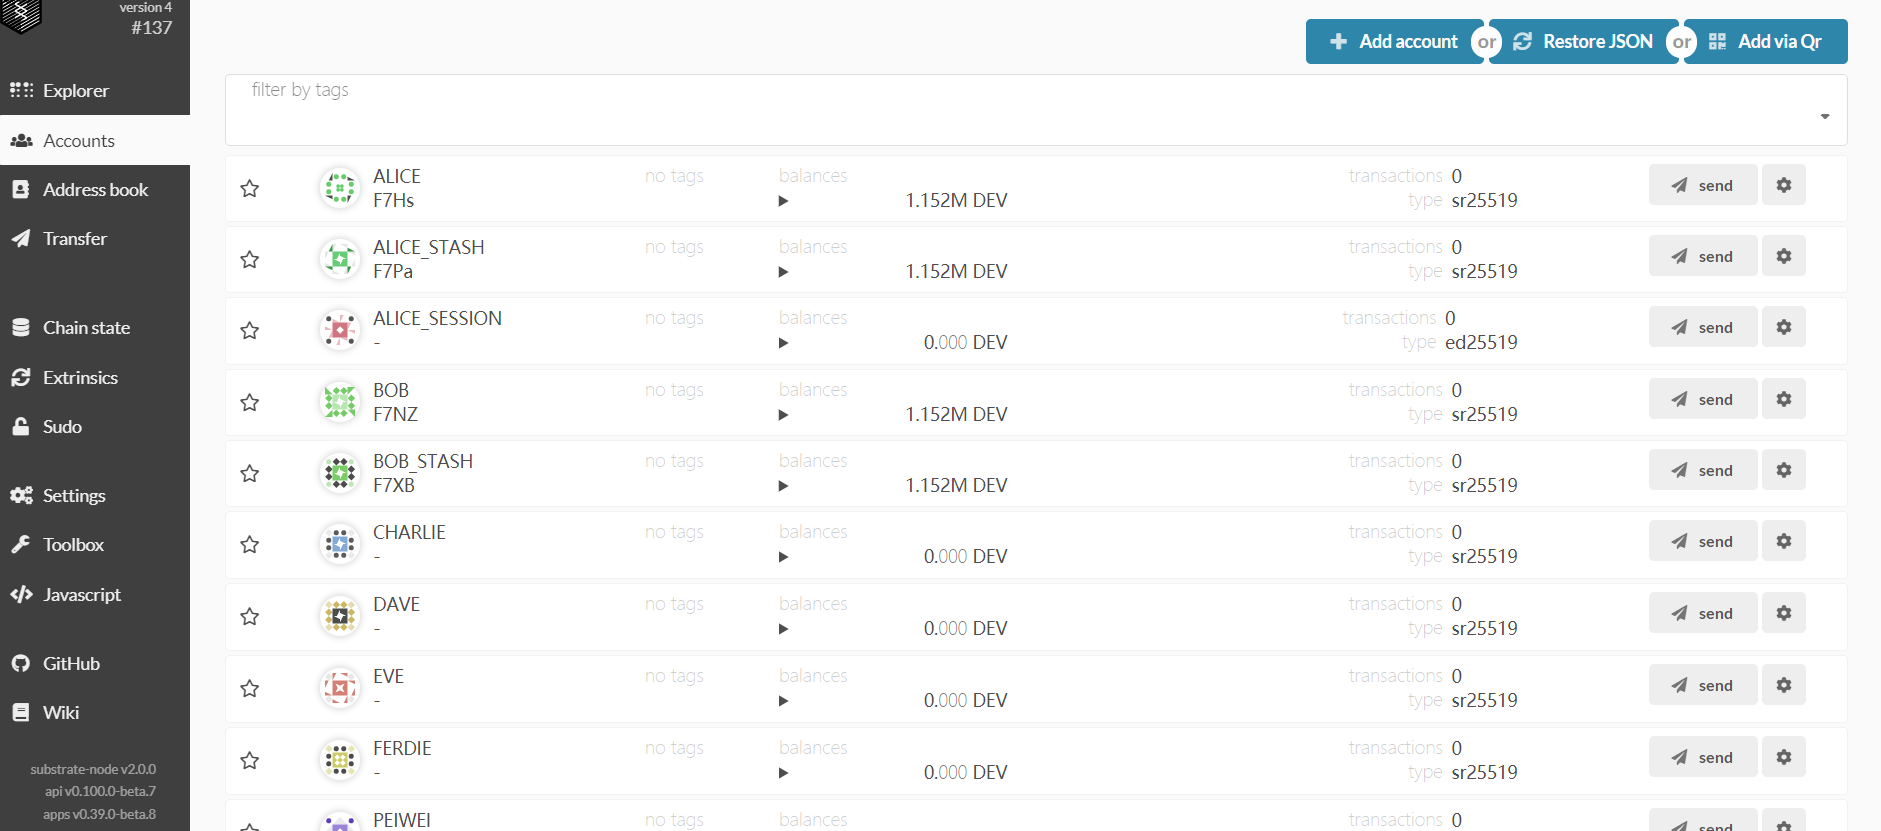 version 4
#137
Explorer
Accounts
Address book
Transfer
Chain state
Extrinsics
Sudo
Settings
Toolbox
Javascript
GitHub
Wiki
substrate-node v2.0.0
api v0.100.0-beta.7
apps v0.39.0-beta.8
Add account or Restore JSON or Add via Qr
filter by tags
ALICE no tags balances transactions 0 send
F7Hs 1.152M DEV type sr25519
ALICE_STASH no tags balances transactions 0 send
F7Pa 1.152M DEV type sr25519
ALICE_SESSION no tags balances transactions 0 send
- 0.000 DEV type ed25519
BOB no tags balances transactions 0 send
F7NZ 1.152M DEV type sr25519
BOB_STASH no tags balances transactions 0 send
F7XB 1.152M DEV type sr25519
CHARLIE no tags balances transactions 0 send
- 0.000 DEV type sr25519
DAVE no tags balances transactions 0 send
- 0.000 DEV type sr25519
EVE no tags balances transactions 0 send
- 0.000 DEV type sr25519
FERDIE no tags balances transactions 0 send
- 0.000 DEV type sr25519
PEIWEI no tags balances transactions 0 send